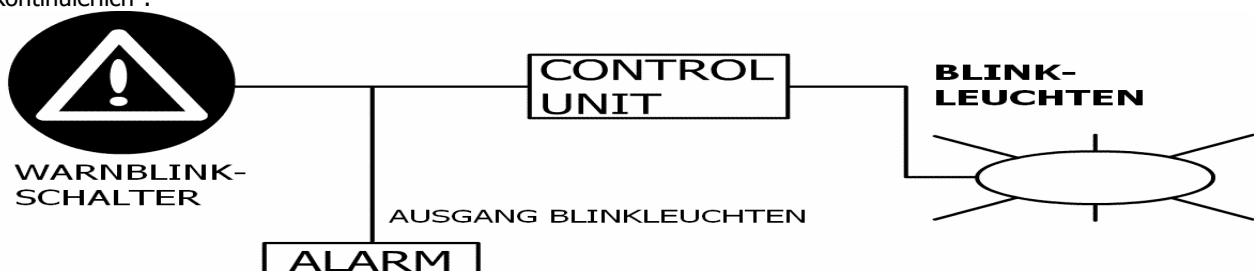 CONTROL
UNIT
BLINK-
LEUCHTEN
WARNBLINK-
SCHALTER
AUSGANG BLINKLEUCHTEN
ALARM